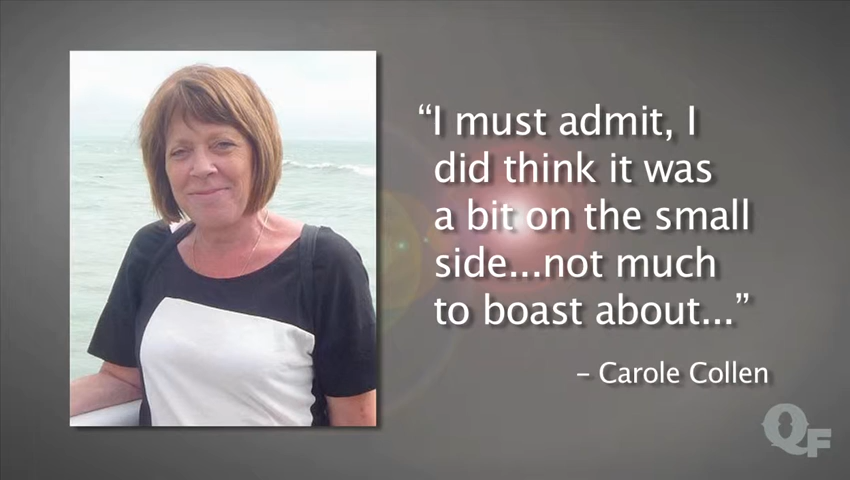 “I must admit, I
did think it was
a bit on the small
side...not much
to boast about...”
– Carole Collen
QF